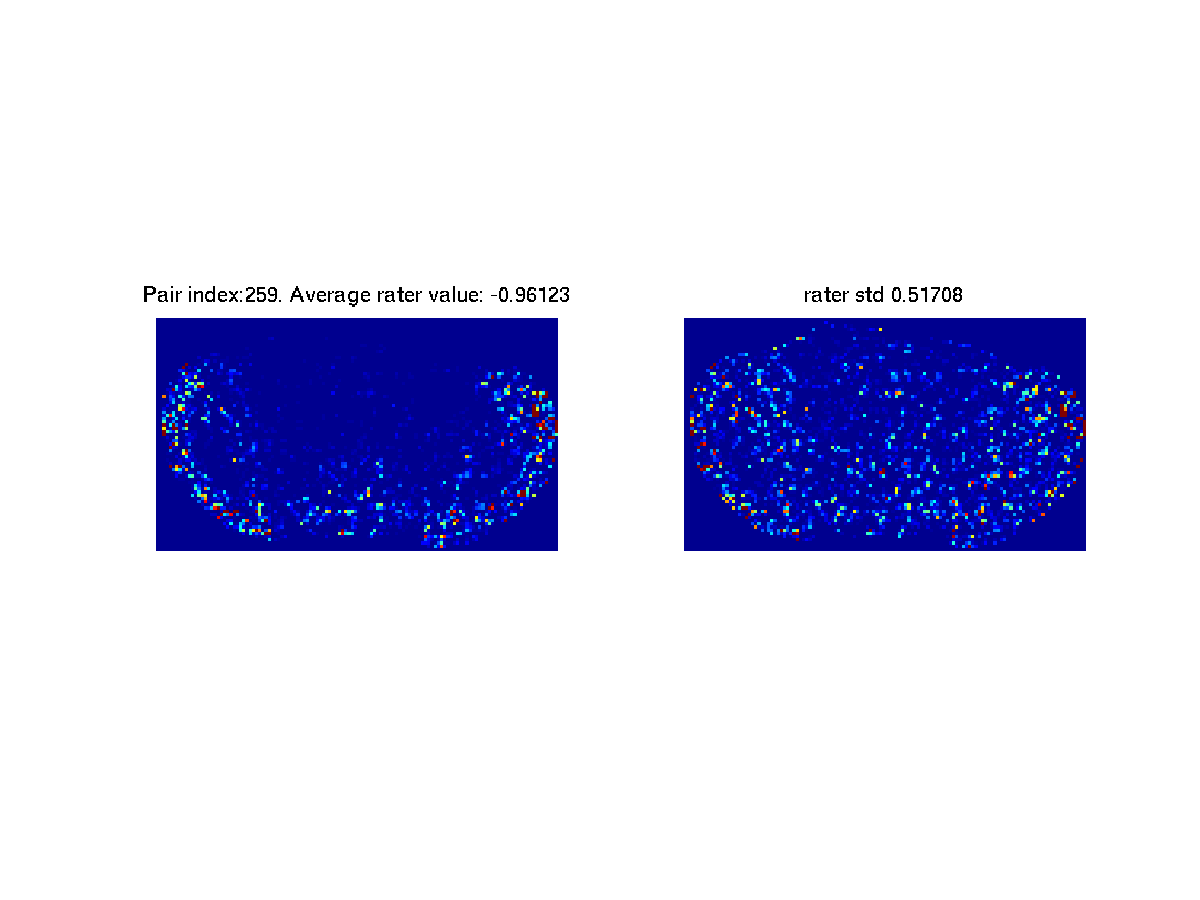 Pair index:259. Average rater value: -0.96123
rater std 0.51708